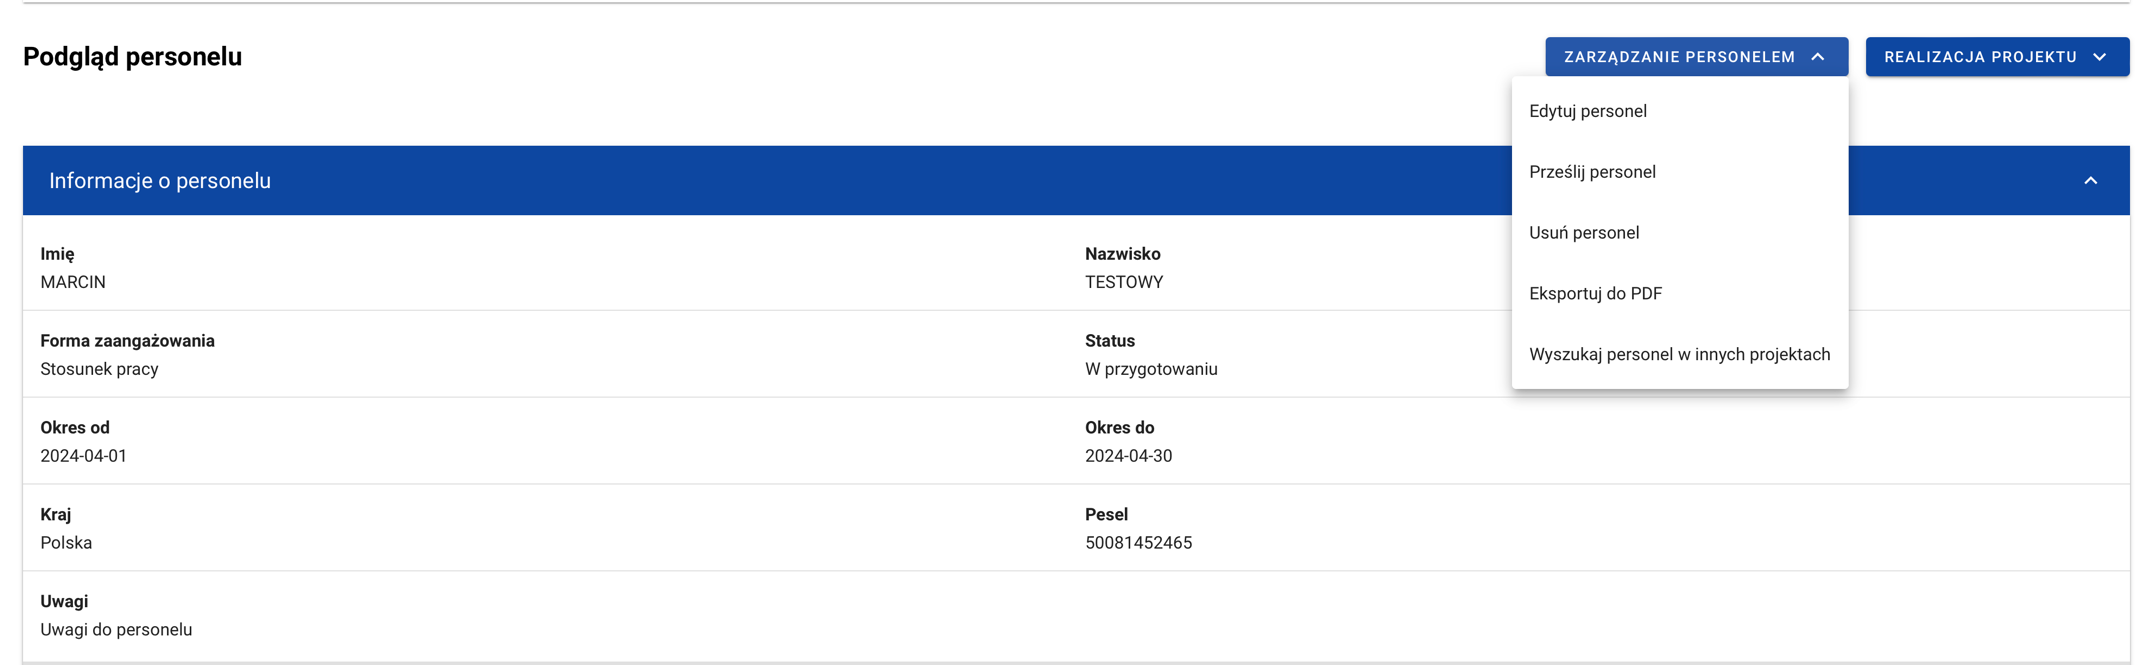 Podgląd personelu
ZARZĄDZANIE PERSONELEM
REALIZACJA PROJEKTU
Edytuj personel
Prześlij personel
Usuń personel
Eksportuj do PDF
Wyszukaj personel w innych projektach
Informacje o personelu
Imię
MARCIN
Nazwisko
TESTOWY
Forma zaangażowania
Stosunek pracy
Status
W przygotowaniu
Okres od
2024-04-01
Okres do
2024-04-30
Kraj
Polska
Pesel
50081452465
Uwagi
Uwagi do personelu